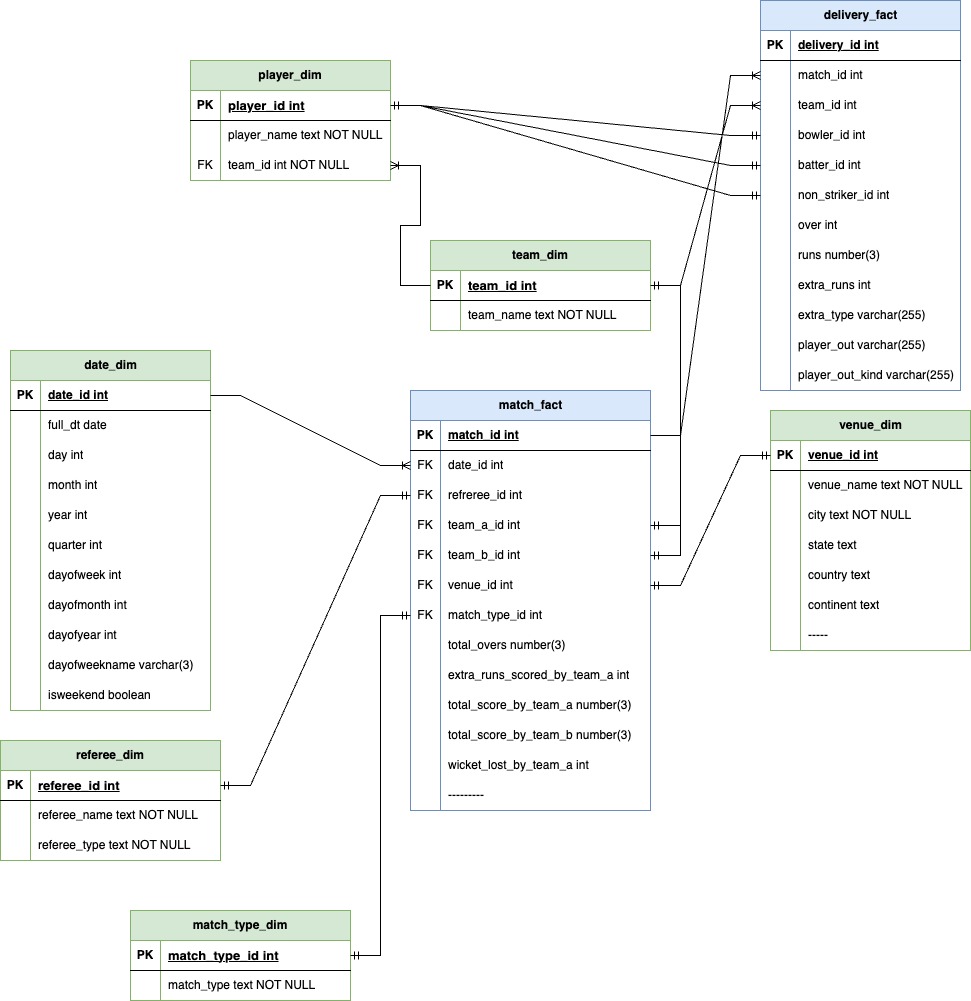 delivery_fact
PK delivery_id int
match_id int
team_id int
bowler_id int
batter_id int
non_striker_id int
over int
runs number(3)
extra_runs int
extra_type varchar(255)
player_out varchar(255)
player_out_kind varchar(255)
player_dim
PK player_id int
player_name text NOT NULL
FK team_id int NOT NULL
team_dim
PK team_id int
team_name text NOT NULL
date_dim
PK date_id int
full_dt date
day int
month int
year int
quarter int
dayofweek int
dayofmonth int
dayofyear int
dayofweekname varchar(3)
isweekend boolean
match_fact
PK match_id int
FK date_id int
FK refreree_id int
FK team_a_id int
FK team_b_id int
FK venue_id int
FK match_type_id int
total_overs number(3)
extra_runs_scored_by_team_a int
total_score_by_team_a number(3)
total_score_by_team_b number(3)
wicket_lost_by_team_a int
---------
venue_dim
PK venue_id int
venue_name text NOT NULL
city text NOT NULL
state text
country text
continent text
-----
referee_dim
PK referee_id int
referee_name text NOT NULL
referee_type text NOT NULL
match_type_dim
PK match_type_id int
match_type text NOT NULL